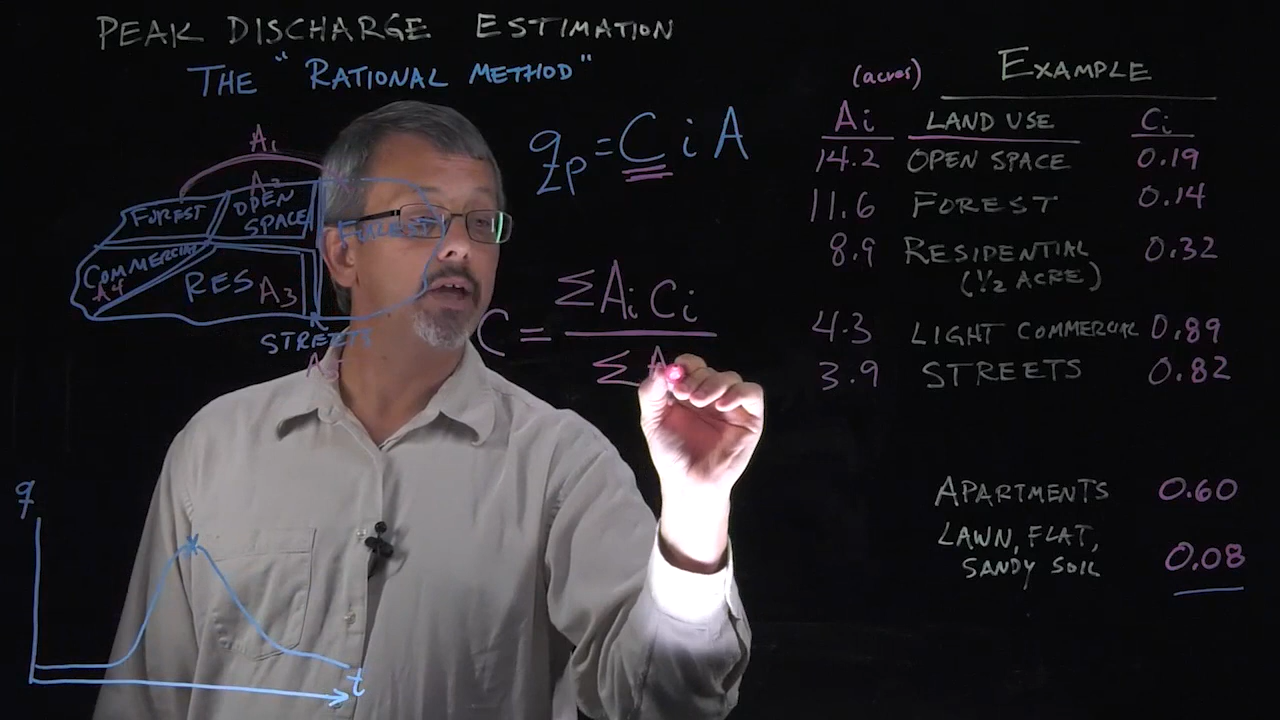 PEAK DISCHARGE ESTIMATION
THE "RATIONAL METHOD"
qp = C i A
A1
A2
FOREST
OPEN SPACE
FOREST
COMMERCIAL
A4
RES A3
STREETS
C = ΣAiCi
Σ A
q
t
EXAMPLE
(acres)
Ai LAND USE Ci
14.2 OPEN SPACE 0.19
11.6 FOREST 0.14
8.9 RESIDENTIAL 0.32
(1/2 ACRE)
4.3 LIGHT COMMERCIAL 0.89
3.9 STREETS 0.82
APARTMENTS 0.60
LAWN, FLAT,
SANDY SOIL 0.08